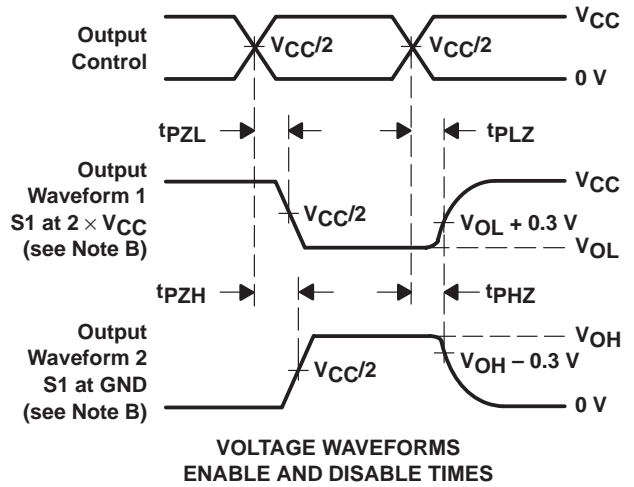 Output
Control
VCC/2
VCC/2
VCC
0 V
tPZL
tPLZ
Output
Waveform 1
S1 at 2 × VCC
(see Note B)
VCC/2
VCC
VOL + 0.3 V
VOL
tPZH
tPHZ
Output
Waveform 2
S1 at GND
(see Note B)
VCC/2
VOH
VOH – 0.3 V
0 V
VOLTAGE WAVEFORMS
ENABLE AND DISABLE TIMES